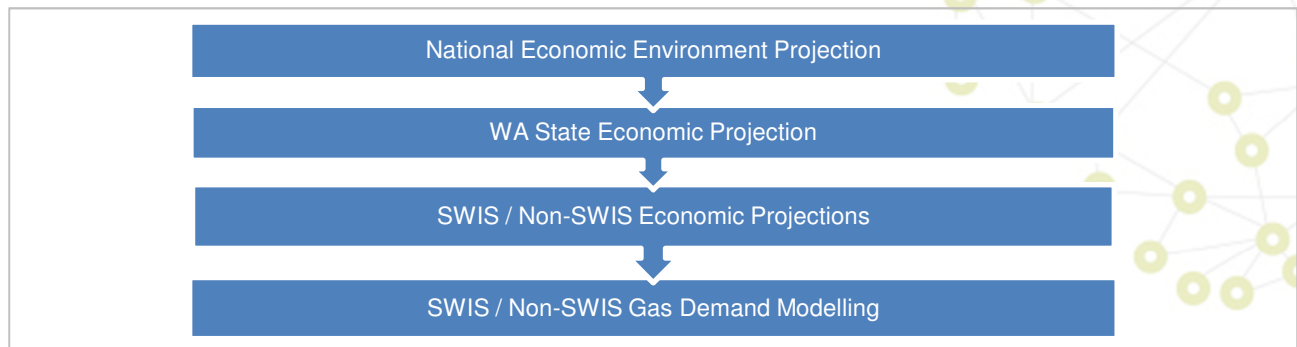 National Economic Environment Projection
WA State Economic Projection
SWIS / Non-SWIS Economic Projections
SWIS / Non-SWIS Gas Demand Modelling